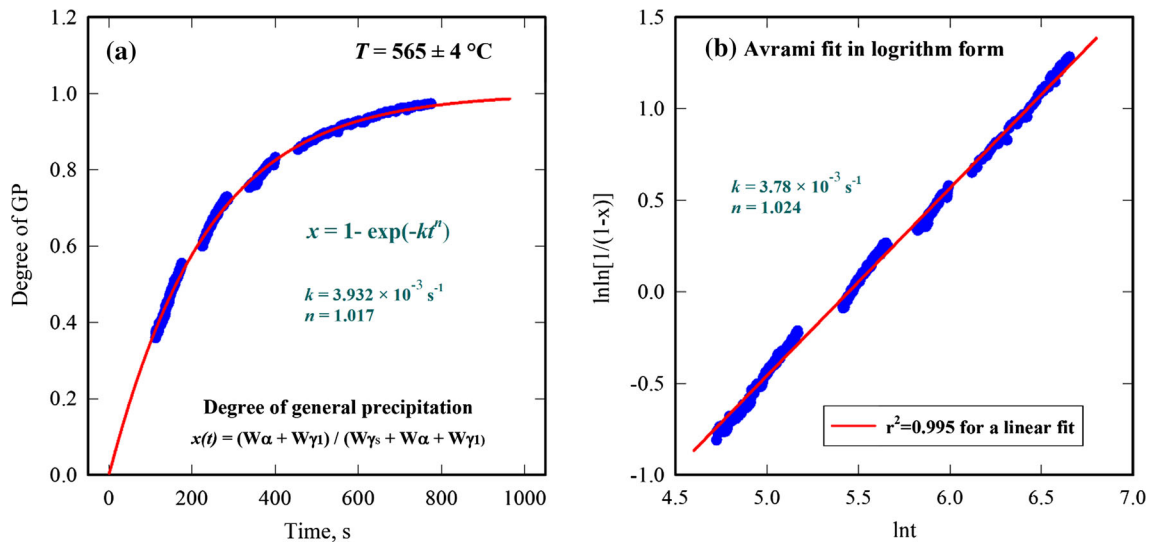 (a)
T = 565 ± 4 °C
Degree of GP
1.2
1.0
0.8
0.6
0.4
0.2
0.0
x = 1- exp(-ktⁿ)
k = 3.932 × 10⁻³ s⁻¹
n = 1.017
Degree of general precipitation
x(t) = (Wα + Wγ1) / (Wγs + Wα + Wγ1)
0 200 400 600 800 1000
Time, s
(b) Avrami fit in logrithm form
lnln[1/(1-x)]
1.5
1.0
0.5
0.0
-0.5
-1.0
k = 3.78 × 10⁻³ s⁻¹
n = 1.024
r²=0.995 for a linear fit
4.5 5.0 5.5 6.0 6.5 7.0
lnt